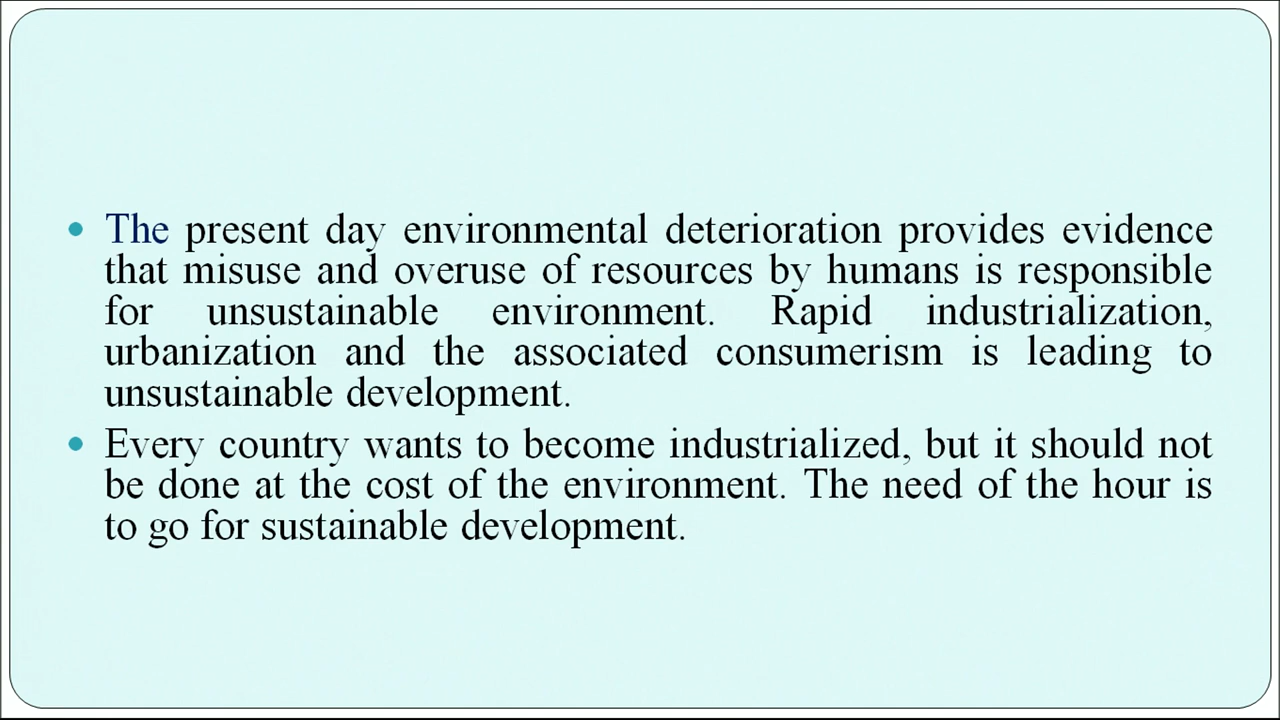 • The present day environmental deterioration provides evidence
that misuse and overuse of resources by humans is responsible
for unsustainable environment. Rapid industrialization,
urbanization and the associated consumerism is leading to
unsustainable development.
• Every country wants to become industrialized, but it should not
be done at the cost of the environment. The need of the hour is
to go for sustainable development.